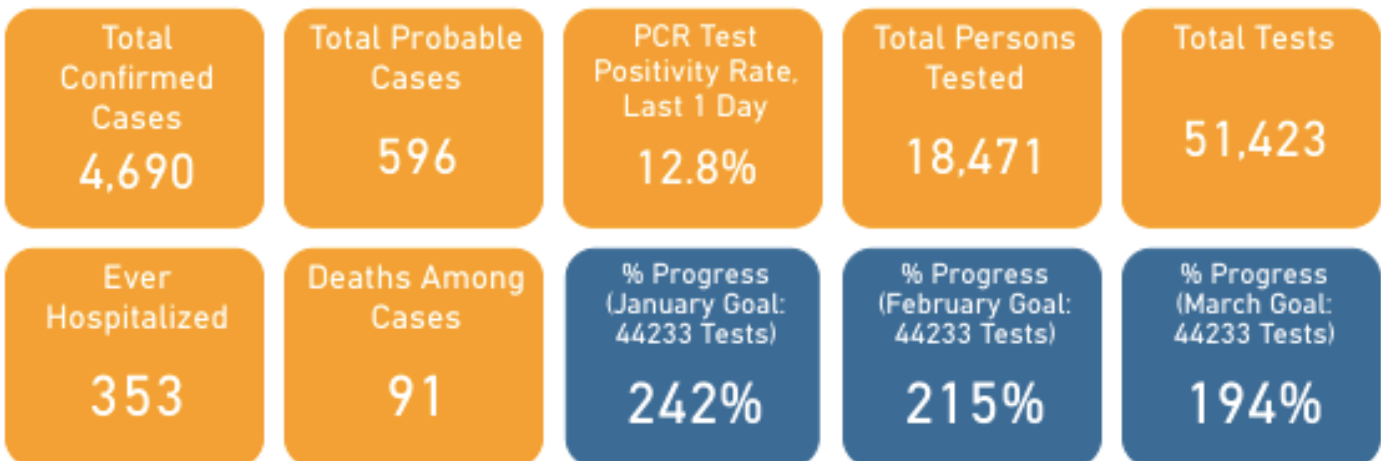 Total
Confirmed
Cases
4,690
Total Probable
Cases
596
PCR Test
Positivity Rate,
Last 1 Day
12.8%
Total Persons
Tested
18,471
Total Tests
51,423
Ever
Hospitalized
353
Deaths Among
Cases
91
% Progress
(January Goal:
44233 Tests)
242%
% Progress
(February Goal:
44233 Tests)
215%
% Progress
(March Goal:
44233 Tests)
194%